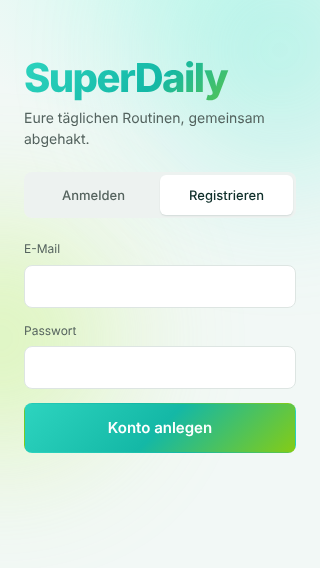 SuperDaily
Eure täglichen Routinen, gemeinsam
abgehakt.
Anmelden
Registrieren
E-Mail
Passwort
Konto anlegen